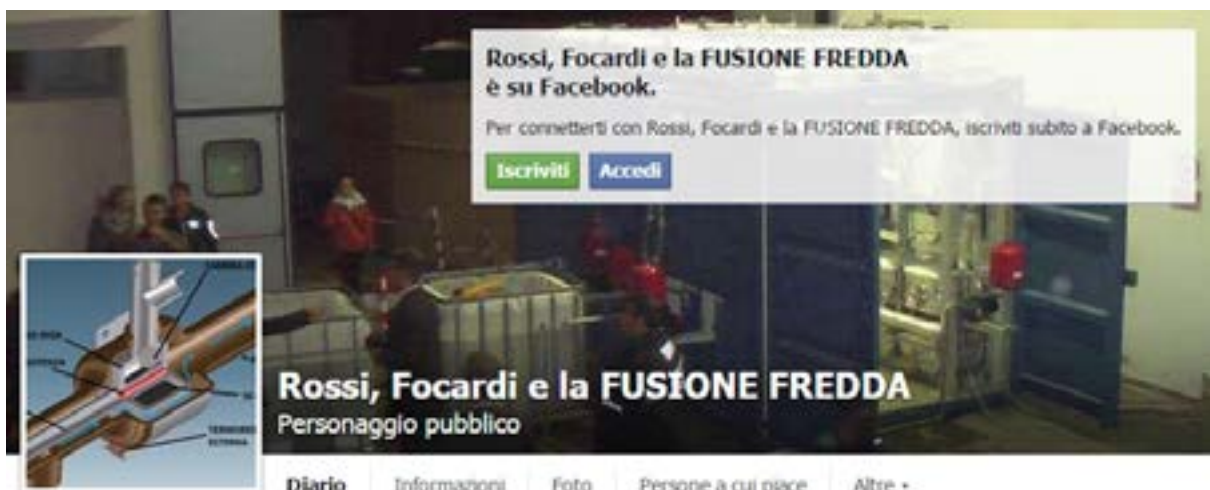 Rossi, Focardi e la FUSIONE FREDDA
è su Facebook.
Per connetterti con Rossi, Focardi e la FUSIONE FREDDA, iscriviti subito a Facebook.
Iscriviti Accedi
Rossi, Focardi e la FUSIONE FREDDA
Personaggio pubblico
Diario Informazioni Foto Persone a cui piace Altre